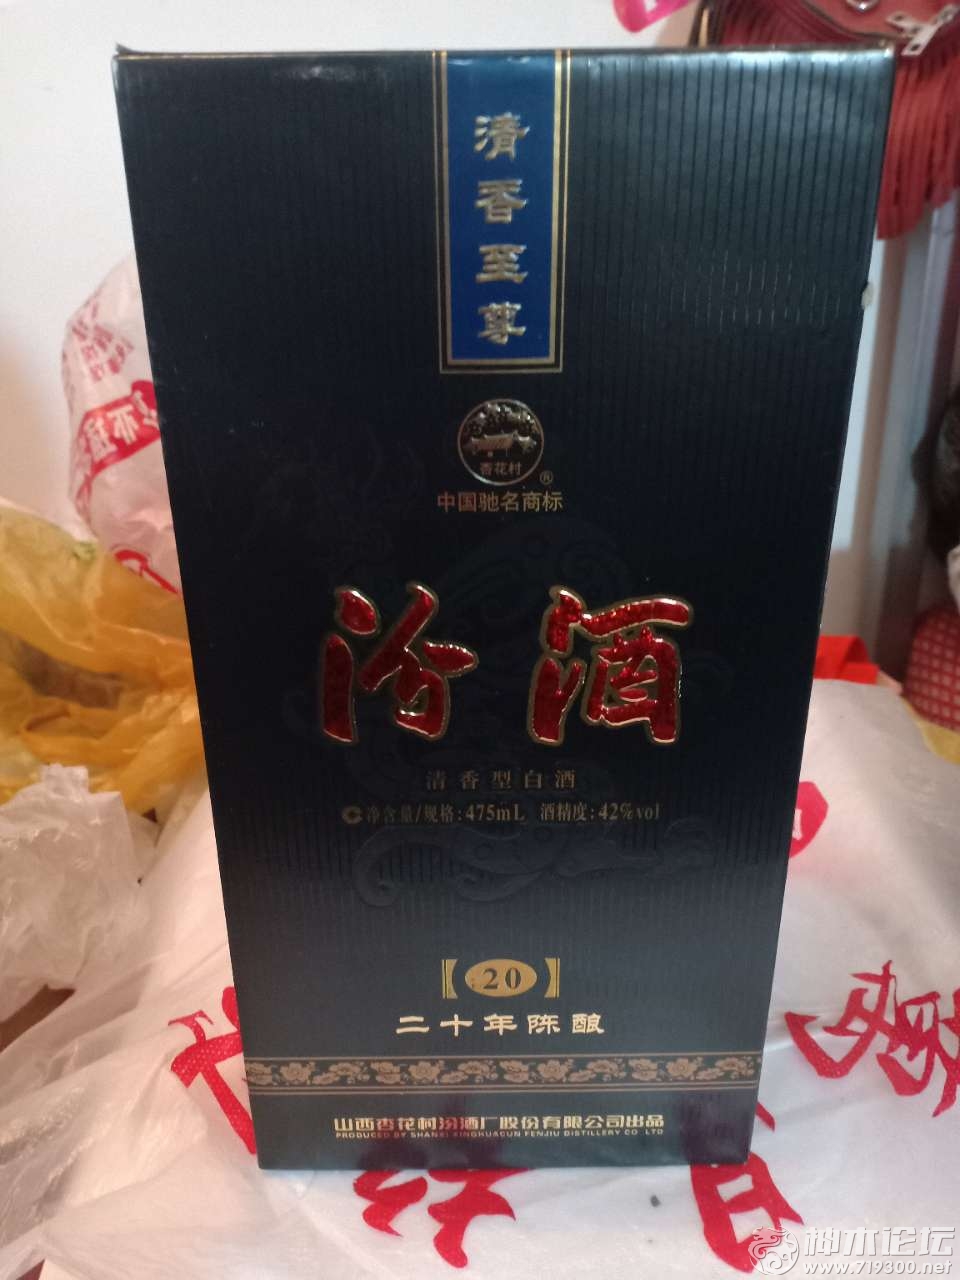 清香至尊
杏花村
®
中国驰名商标
汾酒
清香型白酒
C净含量/规格:475mL 酒精度:42%vol
20
二十年陈酿
山西杏花村汾酒厂股份有限公司出品
PRODUCED BY SHANXI XINGHUACUN FENJIU DISTILLERY CO LTD
神木论坛
www.719300.net